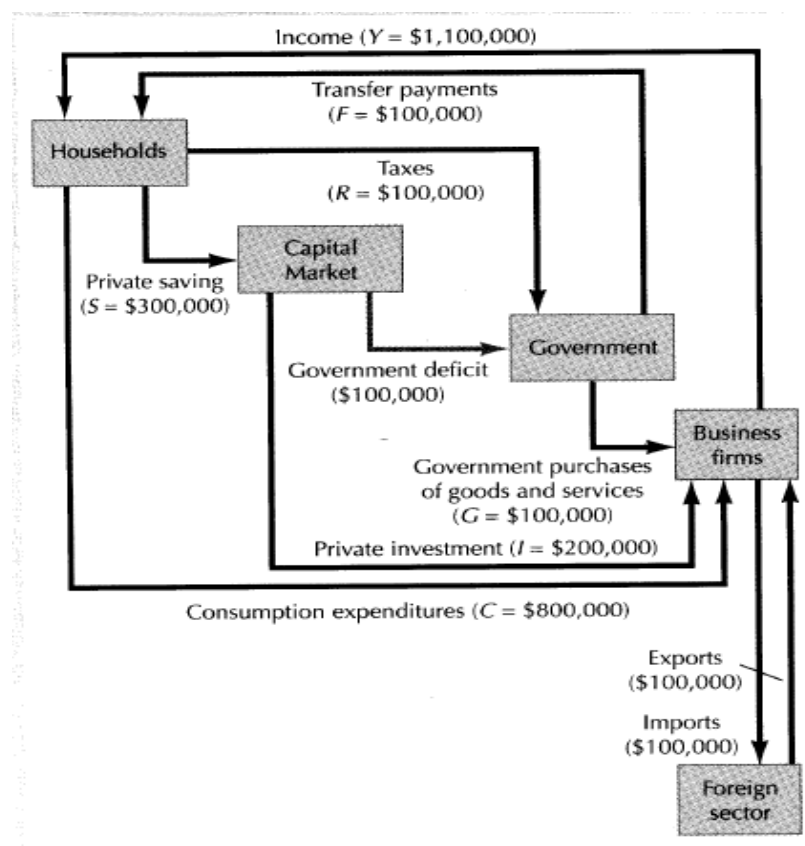 Income (Y = $1,100,000)
Transfer payments
(F = $100,000)
Households
Taxes
(R = $100,000)
Capital
Market
Private saving
(S = $300,000)
Government
Government deficit
($100,000)
Business
firms
Government purchases
of goods and services
(G = $100,000)
Private investment (I = $200,000)
Consumption expenditures (C = $800,000)
Exports
($100,000)
Imports
($100,000)
Foreign
sector